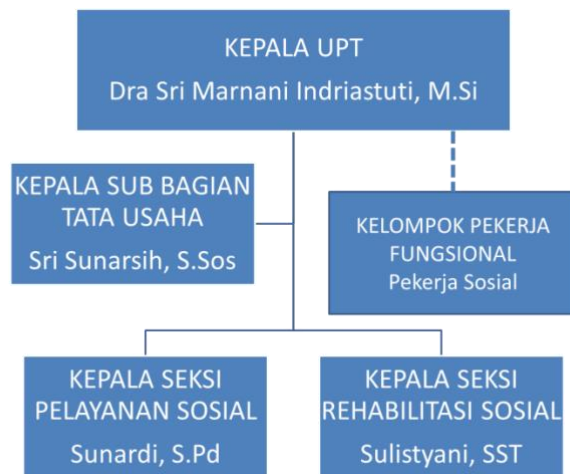 KEPALA UPT
Dra Sri Marnani Indriastuti, M.Si
KEPALA SUB BAGIAN
TATA USAHA
Sri Sunarsih, S.Sos
KELOMPOK PEKERJA
FUNGSIONAL
Pekerja Sosial
KEPALA SEKSI
PELAYANAN SOSIAL
Sunardi, S.Pd
KEPALA SEKSI
REHABILITASI SOSIAL
Sulistyani, SST